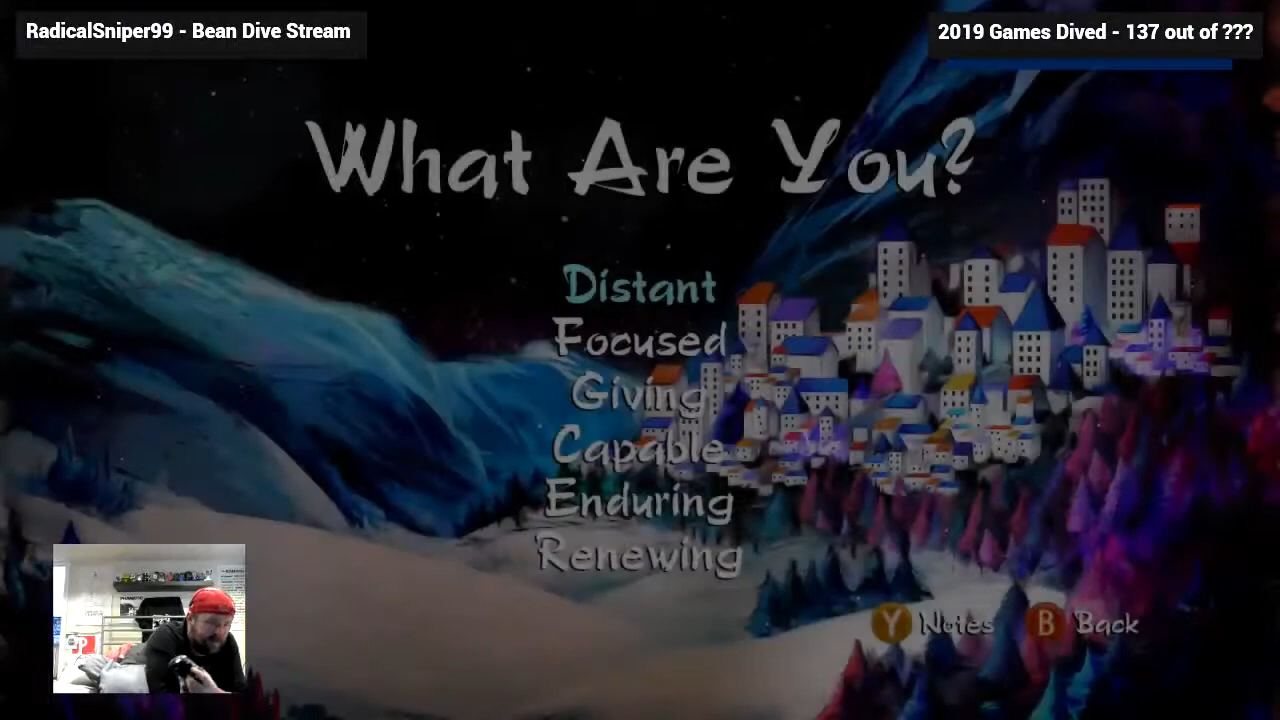 RadicalSniper99 - Bean Dive Stream
2019 Games Dived - 137 out of ???
What Are You?
Distant
Focused
Giving
Capable
Enduring
Renewing
Y Notes B Back